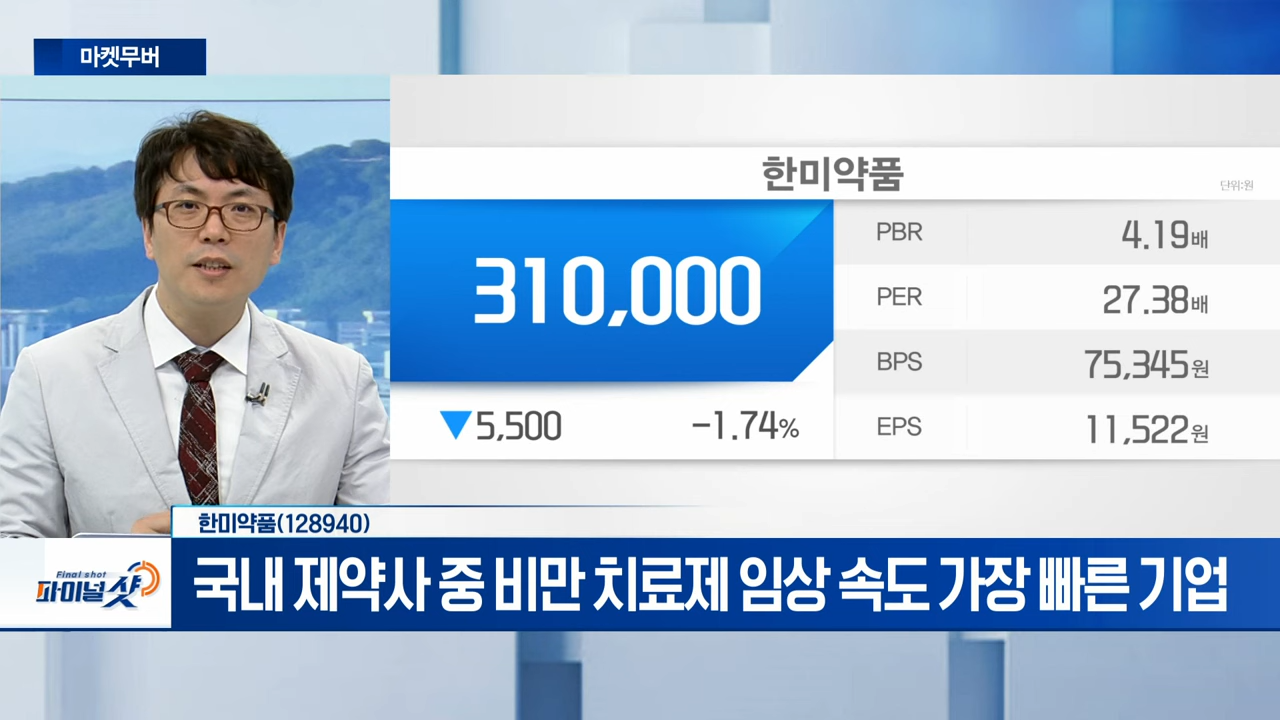 마켓무버
한미약품
단위:원
310,000
▼5,500 -1.74%
PBR 4.19배
PER 27.38배
BPS 75,345원
EPS 11,522원
한미약품(128940)
Final shot
파이널샷
국내 제약사 중 비만 치료제 임상 속도 가장 빠른 기업